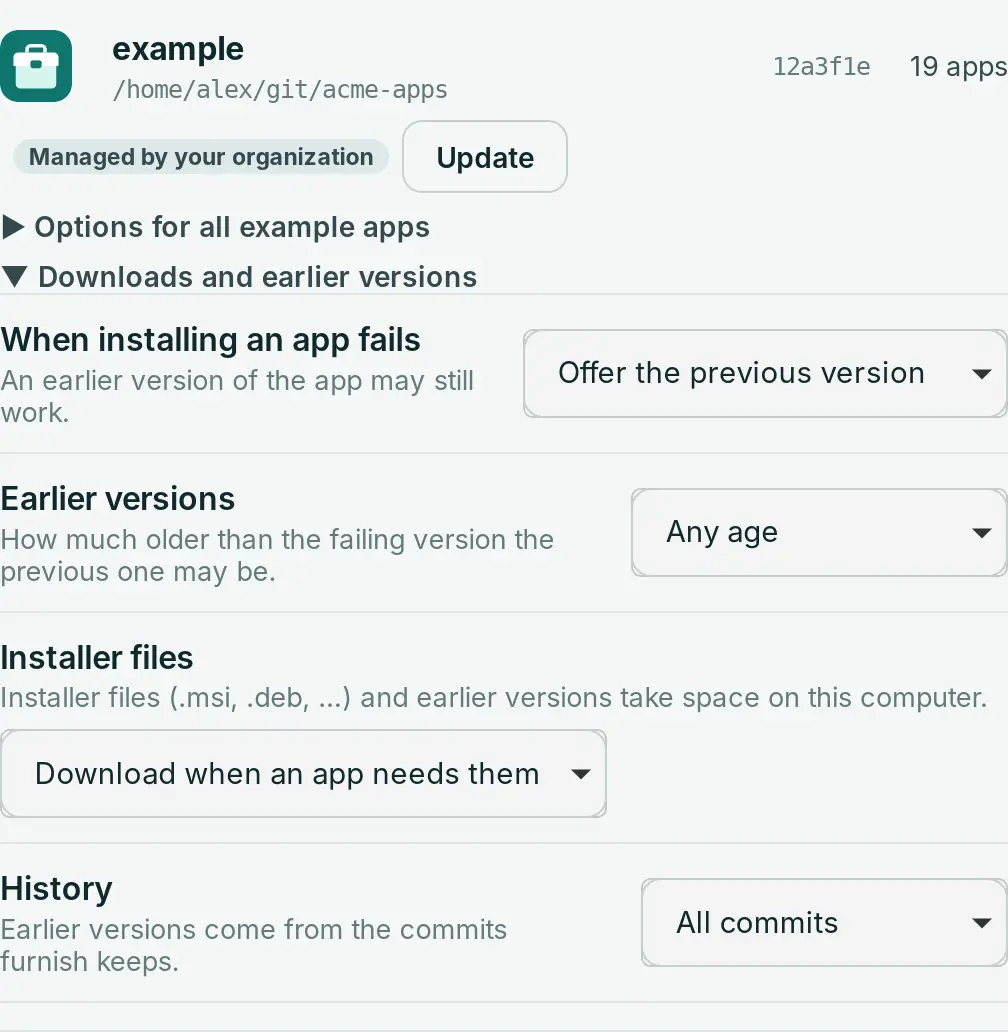 example
/home/alex/git/acme-apps
12a3f1e
19 apps
Managed by your organization
Update
Options for all example apps
Downloads and earlier versions
When installing an app fails
An earlier version of the app may still
work.
Offer the previous version
Earlier versions
How much older than the failing version the
previous one may be.
Any age
Installer files
Installer files (.msi, .deb, ...) and earlier versions take space on this computer.
Download when an app needs them
History
Earlier versions come from the commits
furnish keeps.
All commits